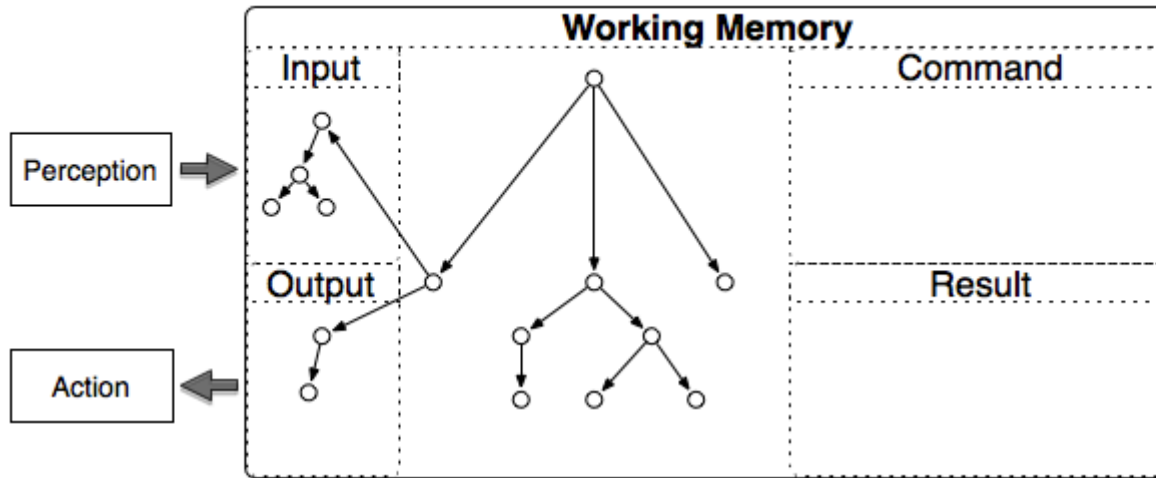 Working Memory
Input
Command
Perception
Output
Result
Action